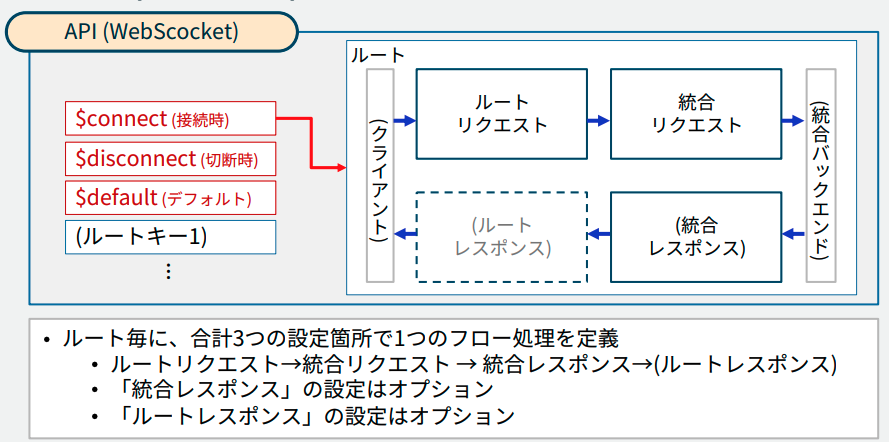 API (WebScocket)
ルート
$connect (接続時)
$disconnect (切断時)
$default (デフォルト)
(ルートキー1)
⋮
(クライアント)
ルート
リクエスト
統合
リクエスト
(統合バックエンド)
(ルート
レスポンス)
(統合
レスポンス)
• ルート毎に、合計3つの設定箇所で1つのフロー処理を定義
• ルートリクエスト→統合リクエスト → 統合レスポンス→(ルートレスポンス)
• 「統合レスポンス」の設定はオプション
• 「ルートレスポンス」の設定はオプション